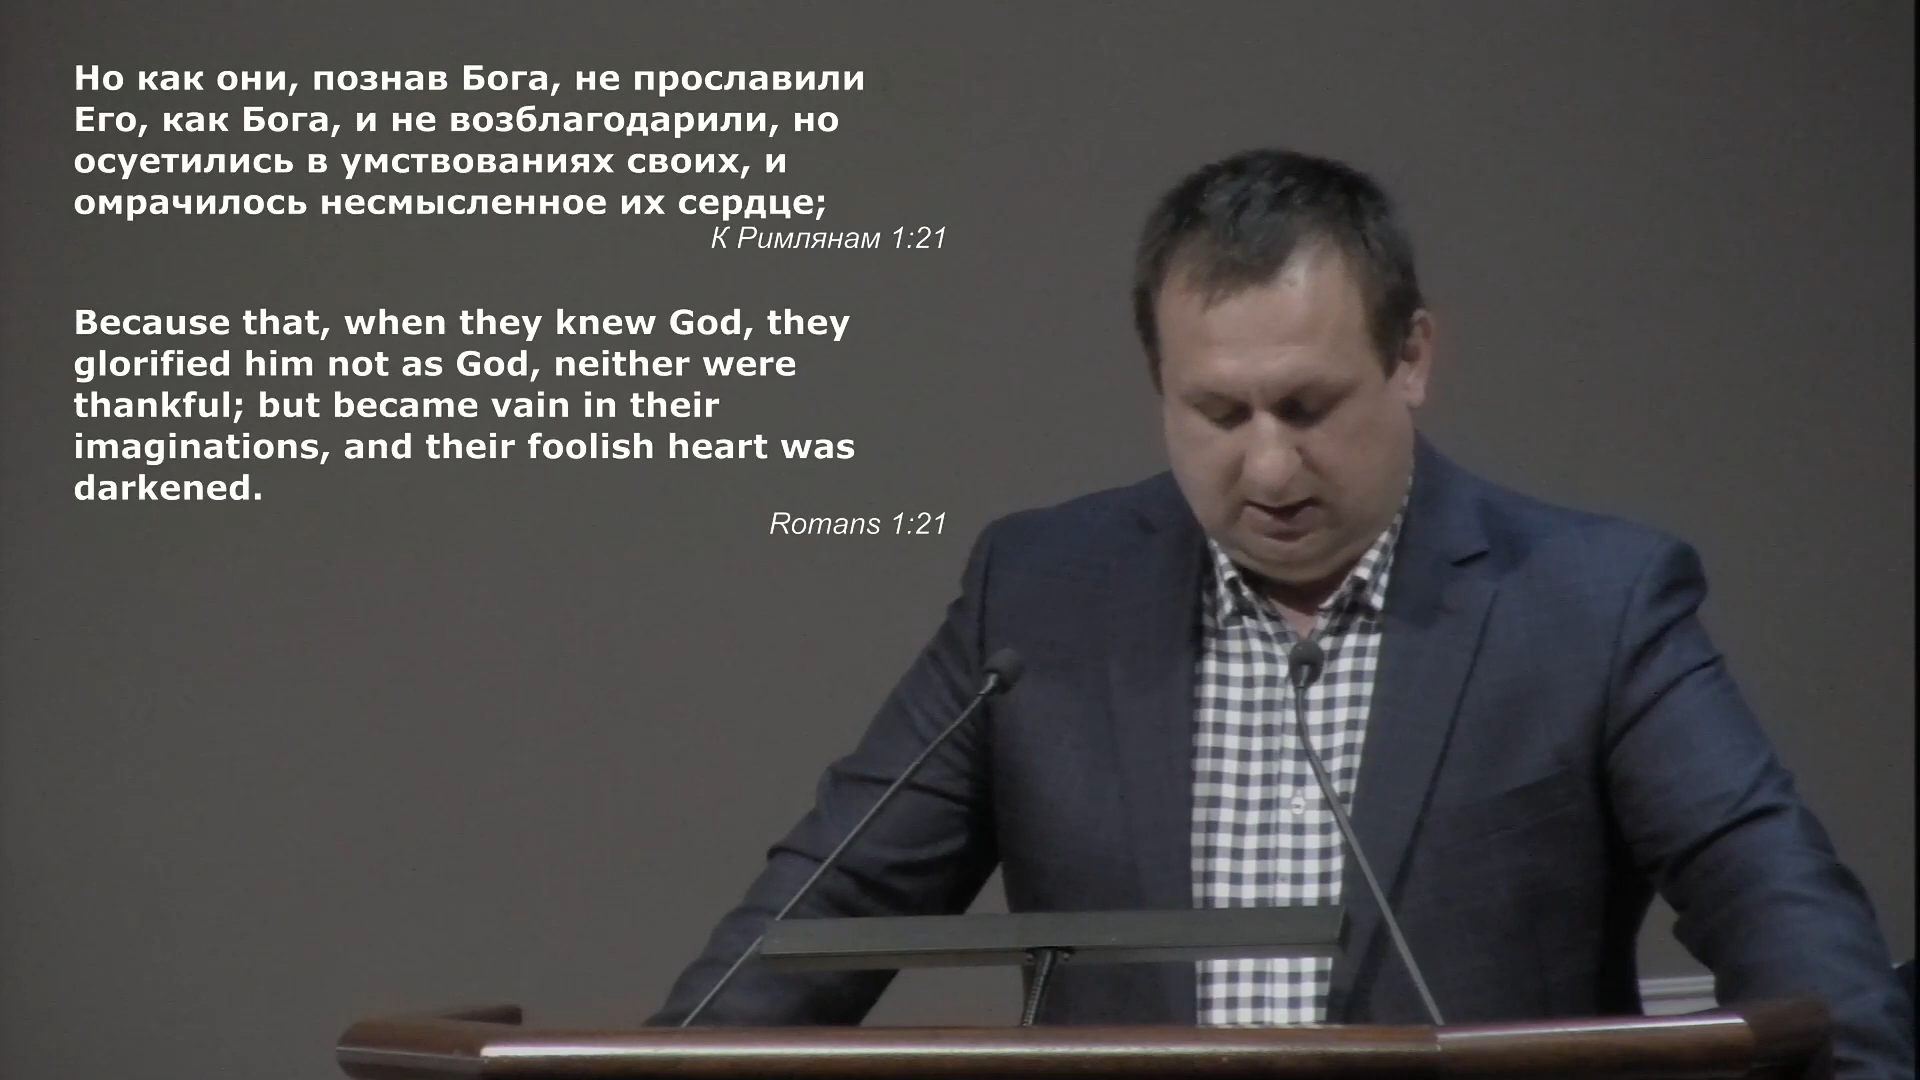 Но как они, познав Бога, не прославили
Его, как Бога, и не возблагодарили, но
осуетились в умствованиях своих, и
омрачилось несмысленное их сердце;
К Римлянам 1:21
Because that, when they knew God, they
glorified him not as God, neither were
thankful; but became vain in their
imaginations, and their foolish heart was
darkened.
Romans 1:21